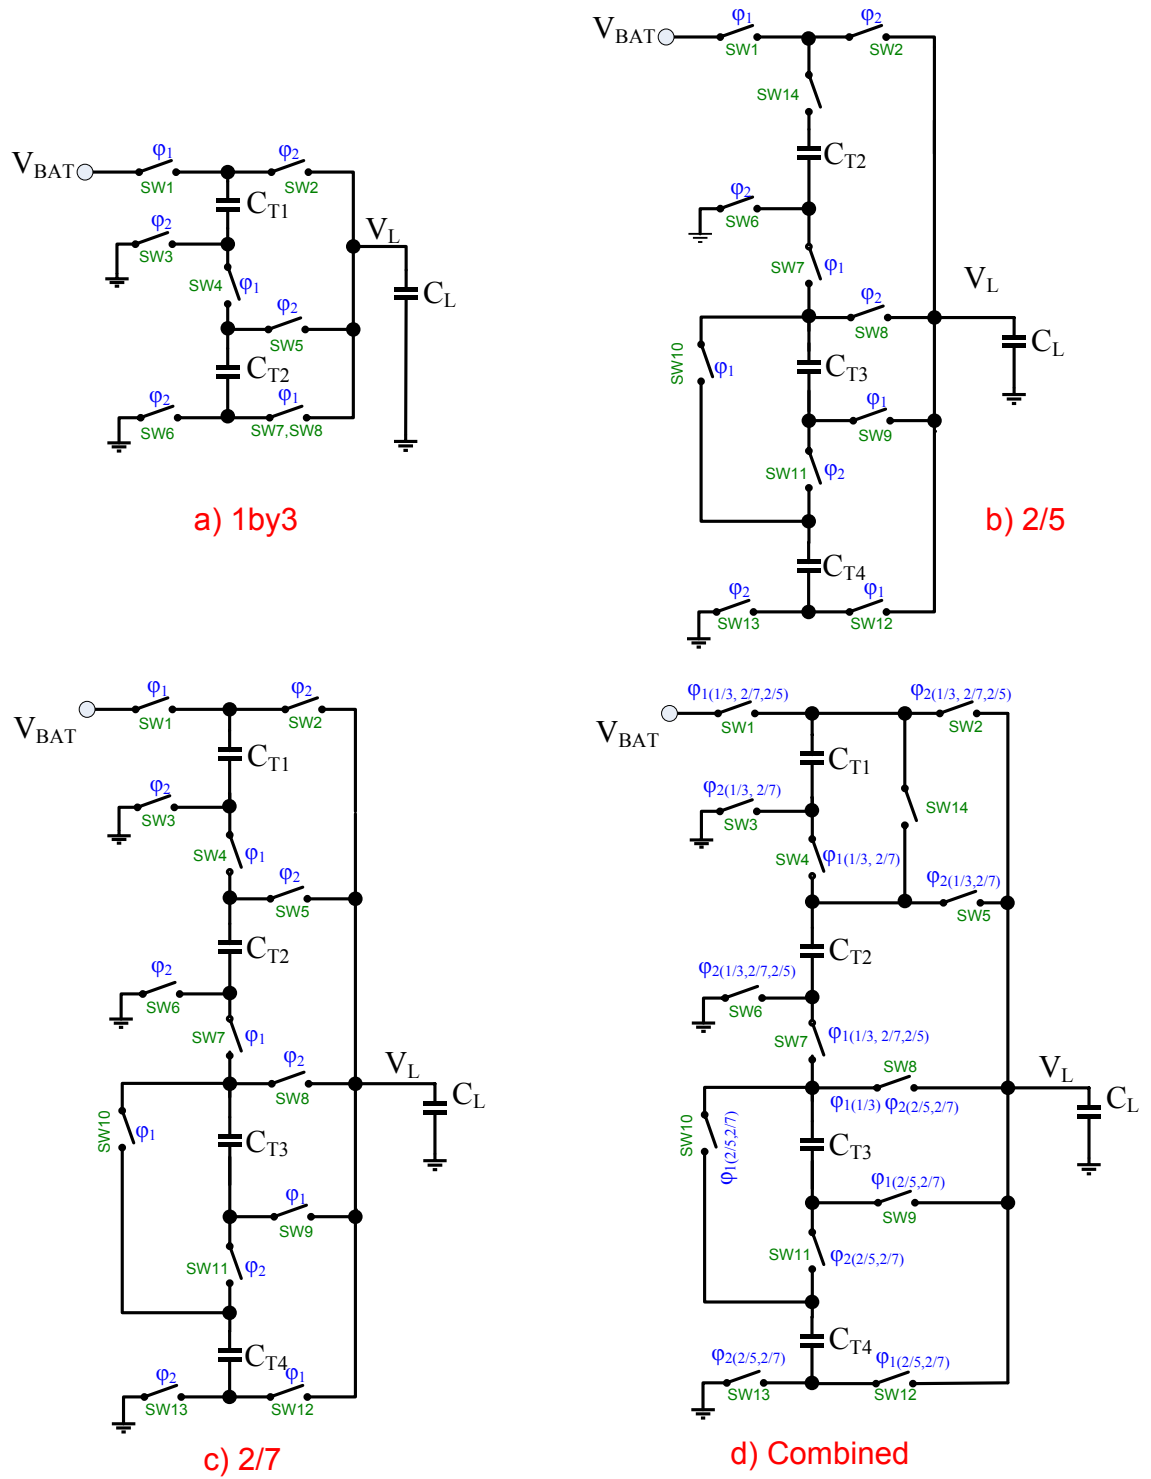 φ1
φ2
VBAT
SW1
SW2
SW14
CT2
φ2
SW6
SW7
φ1
φ2
SW8
VL
CL
SW10
φ1
CT3
φ1
SW9
SW11
φ2
CT4
φ2
SW13
φ1
SW12
b) 2/5
φ1
φ2
VBAT
SW1
SW2
CT1
φ2
SW3
VL
SW4
φ1
φ2
SW5
CL
CT2
φ2
SW6
φ1
SW7,SW8
a) 1by3
φ1
φ2
VBAT
SW1
SW2
CT1
φ2
SW3
SW4
φ1
φ2
SW5
CT2
φ2
SW6
SW7
φ1
φ2
SW8
VL
CL
SW10
φ1
CT3
φ1
SW9
SW11
φ2
CT4
φ2
SW13
φ1
SW12
c) 2/7
φ1(1/3, 2/7,2/5)
φ2(1/3, 2/7,2/5)
VBAT
SW1
SW2
CT1
φ2(1/3, 2/7)
SW3
SW14
SW4
φ1(1/3, 2/7)
φ2(1/3,2/7)
SW5
CT2
φ2(1/3,2/7,2/5)
SW6
SW7
φ1(1/3, 2/7,2/5)
SW8
φ1(1/3) φ2(2/5,2/7)
VL
CL
SW10
φ1(2/5,2/7)
CT3
φ1(2/5,2/7)
SW9
SW11
φ2(2/5,2/7)
CT4
φ2(2/5,2/7)
SW13
φ1(2/5,2/7)
SW12
d) Combined